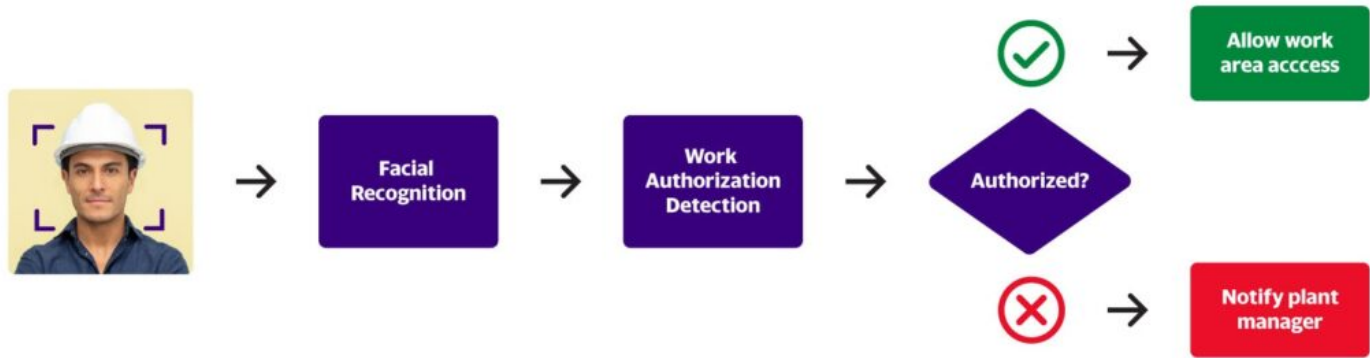 Facial
Recognition
Work
Authorization
Detection
Authorized?
Allow work
area acccess
Notify plant
manager